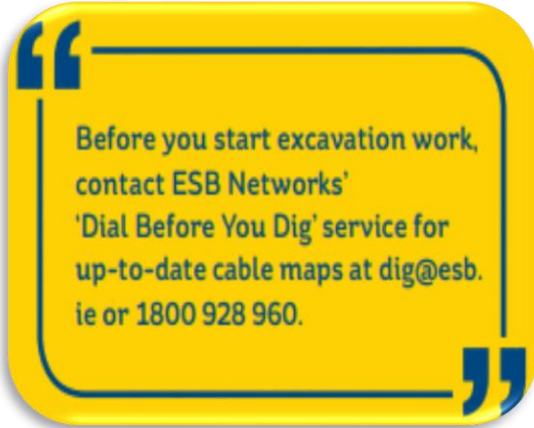 “
Before you start excavation work,
contact ESB Networks’
‘Dial Before You Dig’ service for
up-to-date cable maps at dig@esb.
ie or 1800 928 960.
”